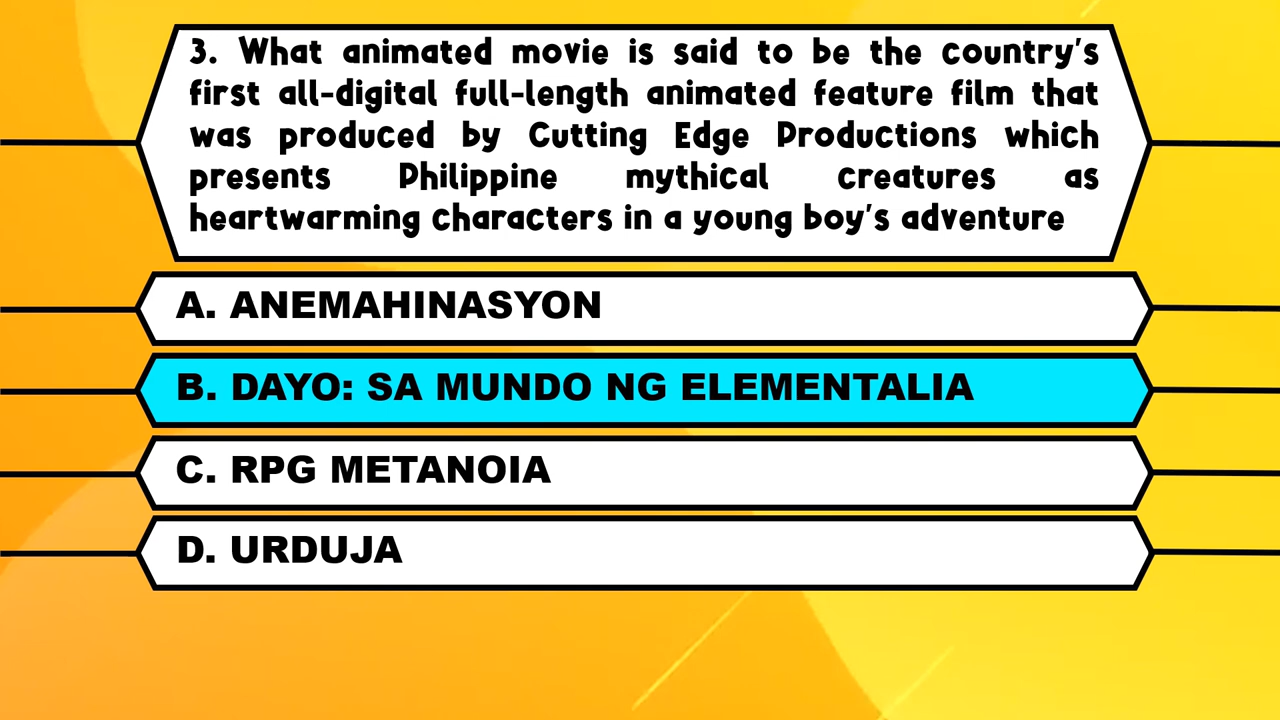 3. What animated movie is said to be the country's
first all-digital full-length animated feature film that
was produced by Cutting Edge Productions which
presents Philippine mythical creatures as
heartwarming characters in a young boy's adventure
A. ANEMAHINASYON
B. DAYO: SA MUNDO NG ELEMENTALIA
C. RPG METANOIA
D. URDUJA